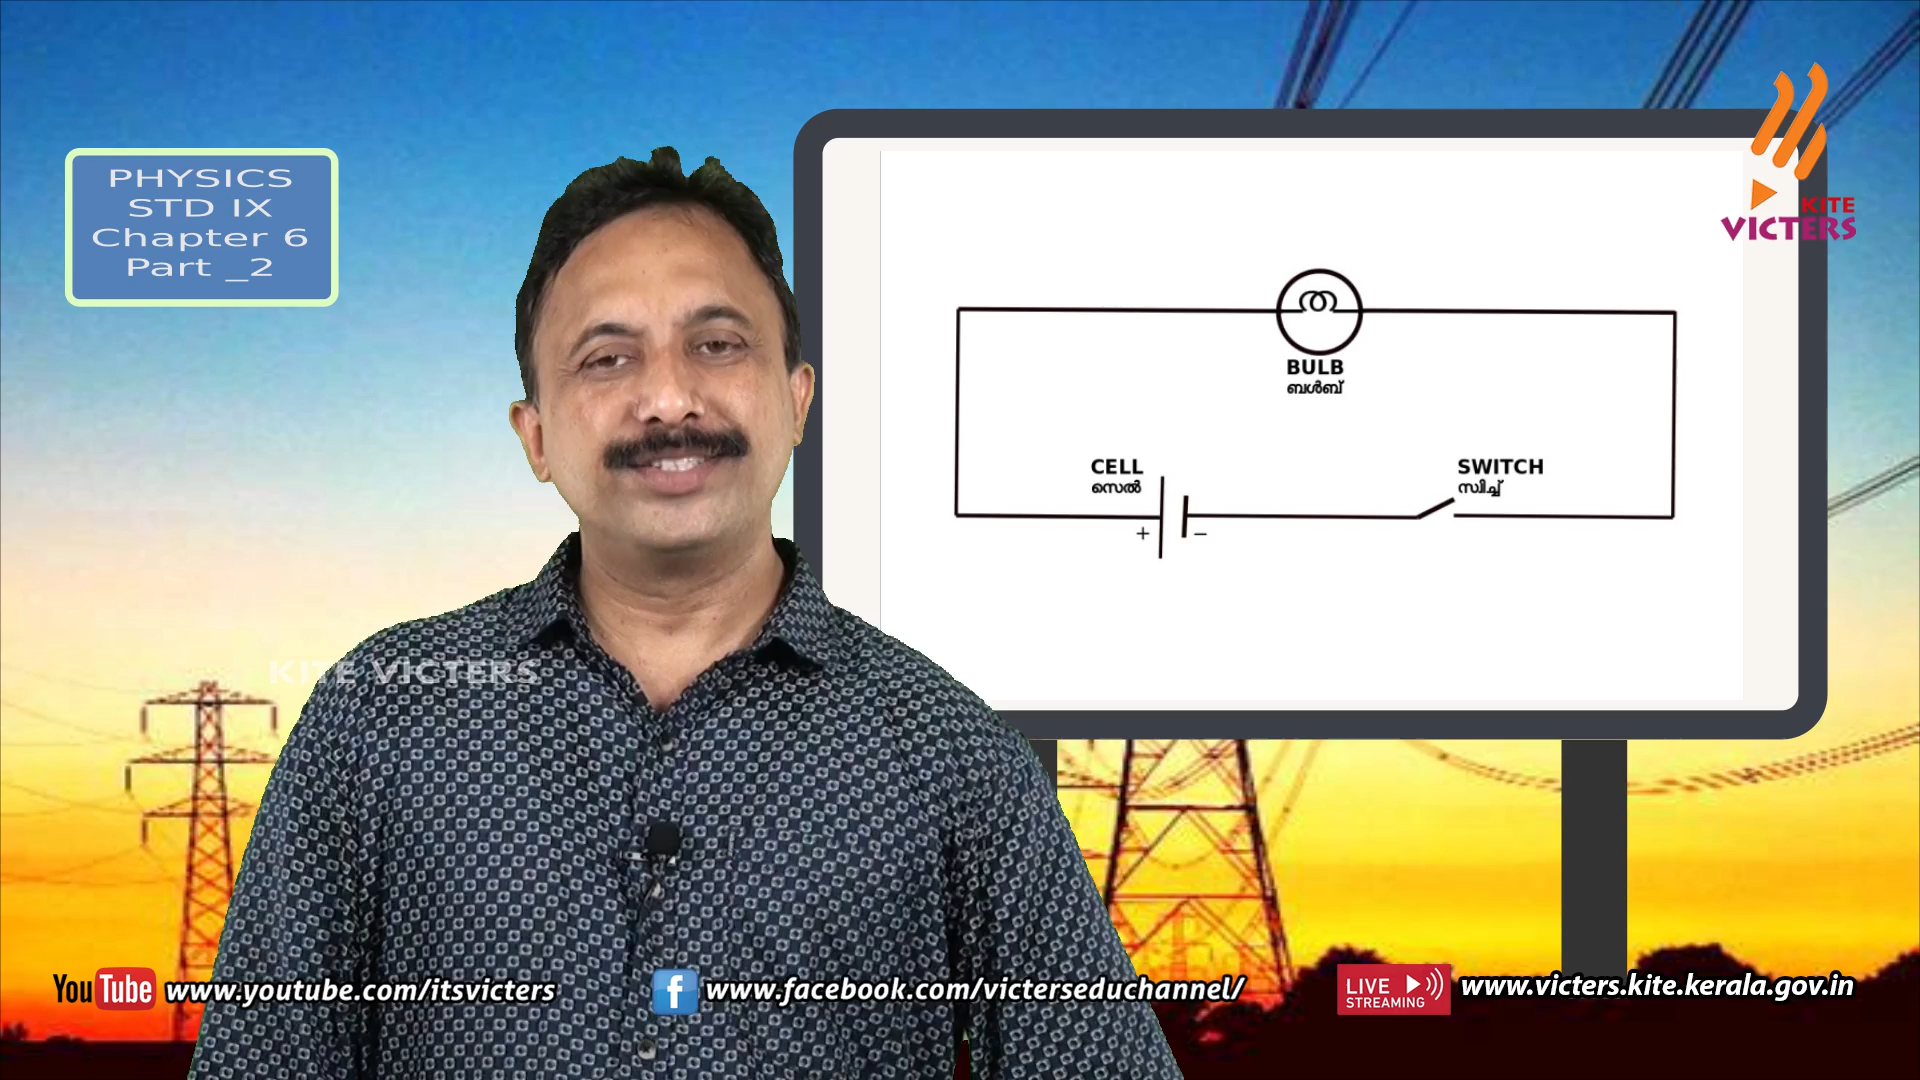 PHYSICS
STD IX
Chapter 6
Part _2
KITE
VICTERS
BULB
ബൾബ്
CELL
സെൽ
SWITCH
സ്വിച്ച്
+
−
KITE VICTERS
YouTube www.youtube.com/itsvicters
f www.facebook.com/victerseduchannel/
LIVE
STREAMING
www.victers.kite.kerala.gov.in